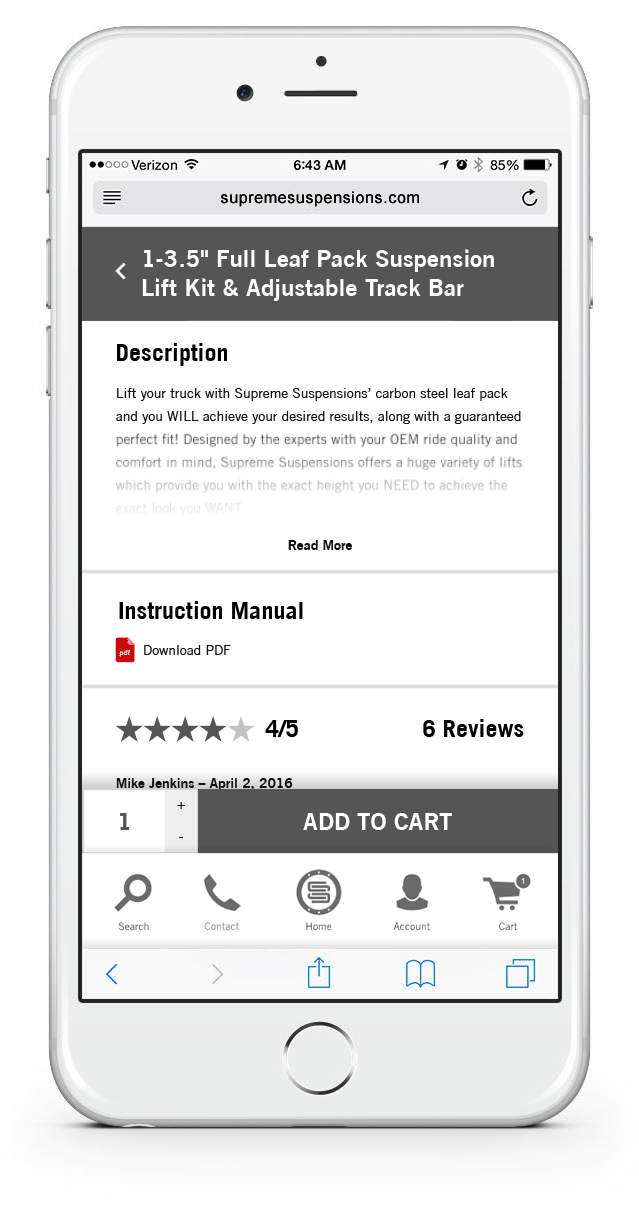 Verizon 6:43 AM 85%
supremesuspensions.com
1-3.5" Full Leaf Pack Suspension
Lift Kit & Adjustable Track Bar
Description
Lift your truck with Supreme Suspensions’ carbon steel leaf pack
and you WILL achieve your desired results, along with a guaranteed
perfect fit! Designed by the experts with your OEM ride quality and
comfort in mind, Supreme Suspensions offers a huge variety of lifts
which provide you with the exact height you NEED to achieve the
exact look you WANT.
Read More
Instruction Manual
pdf Download PDF
4/5 6 Reviews
Mike Jenkins – April 2, 2016
1 + - ADD TO CART
1
Search Contact Home Account Cart